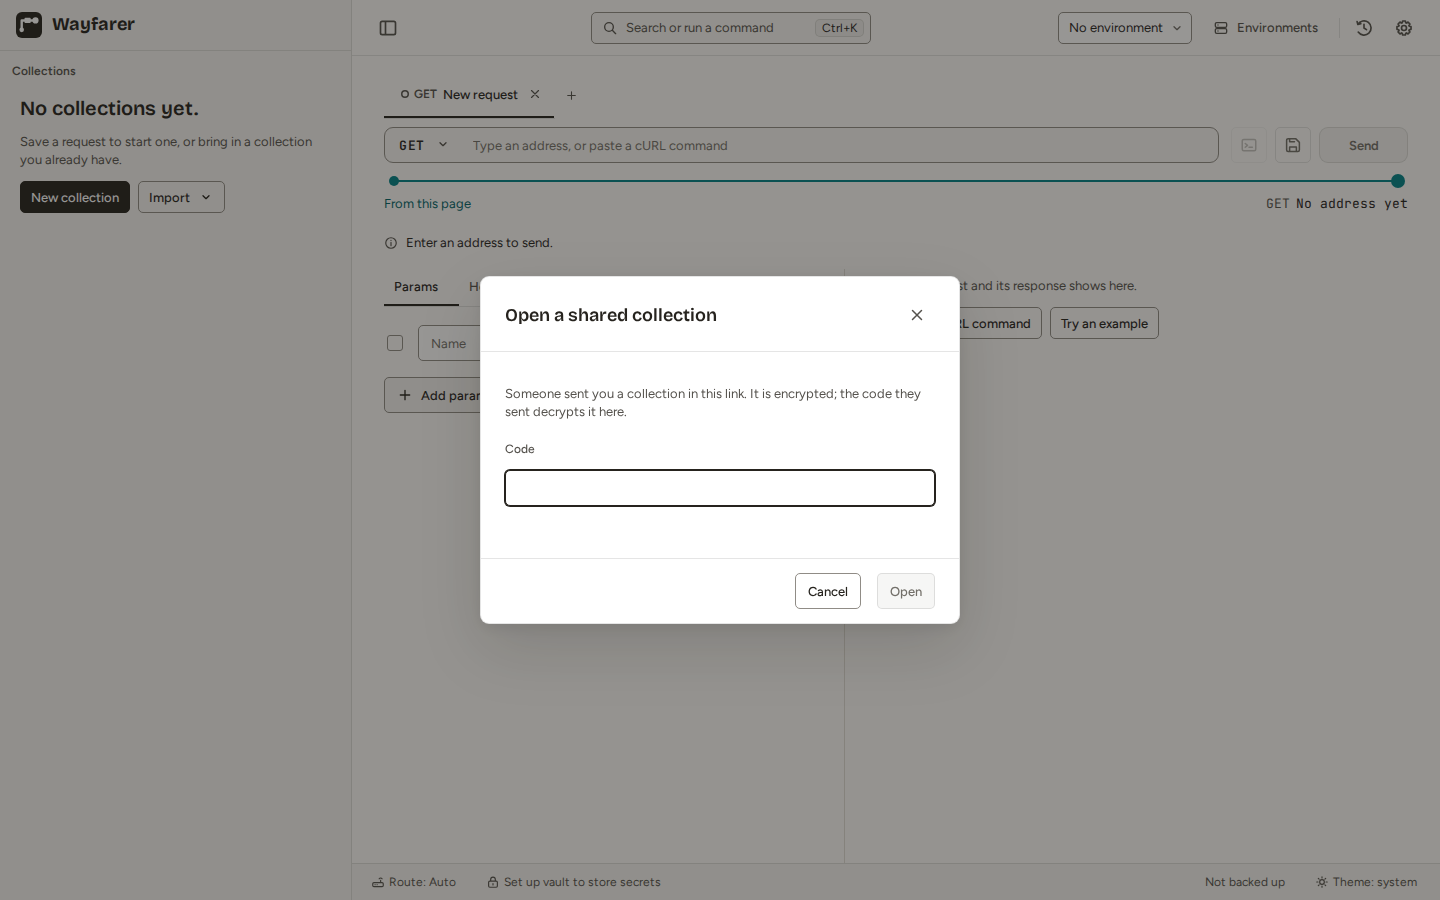 Wayfarer
Search or run a command
Ctrl+K
No environment
Environments
Collections
No collections yet.
Save a request to start one, or bring in a collection
you already have.
New collection
Import
GET New request
GET
Type an address, or paste a cURL command
Send
From this page
GET No address yet
Enter an address to send.
Params
st and its response shows here.
command
Try an example
Name
Add
Open a shared collection
Someone sent you a collection in this link. It is encrypted; the code they
sent decrypts it here.
Code
Cancel
Open
Route: Auto
Set up vault to store secrets
Not backed up
Theme: system